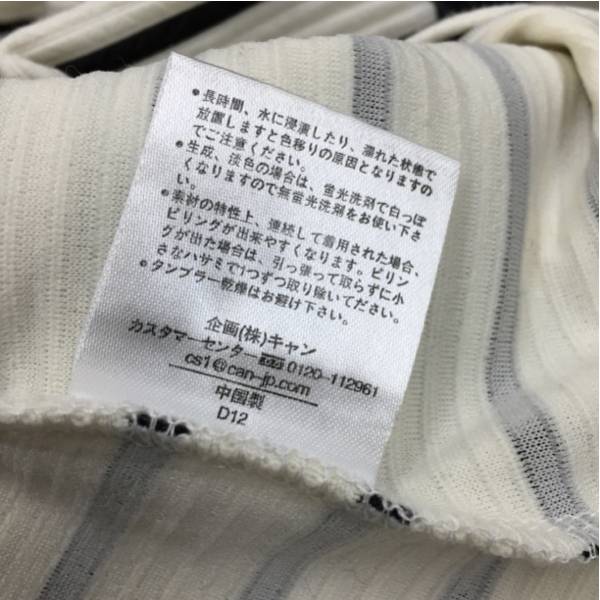 ●長時間、水に浸漬したり、濡れた状態で
放置しますと色移りの原因となりますの
でご注意ください。
●生成、淡色の場合は、蛍光洗剤で白っぽ
くなりますので無蛍光洗剤をお使い下さ
い。
●素材の特性上、連続して着用された場合、
ピリングが出来やすくなります。ピリン
グが出来た場合は、引っ張って取らずに小
さなハサミで1つずつ取り除いてください。
●タンブラー乾燥はお避け下さい。
企画(株)キャン
カスタマーセンター 0120-112961
cs1@can-jp.com
中国製
D12